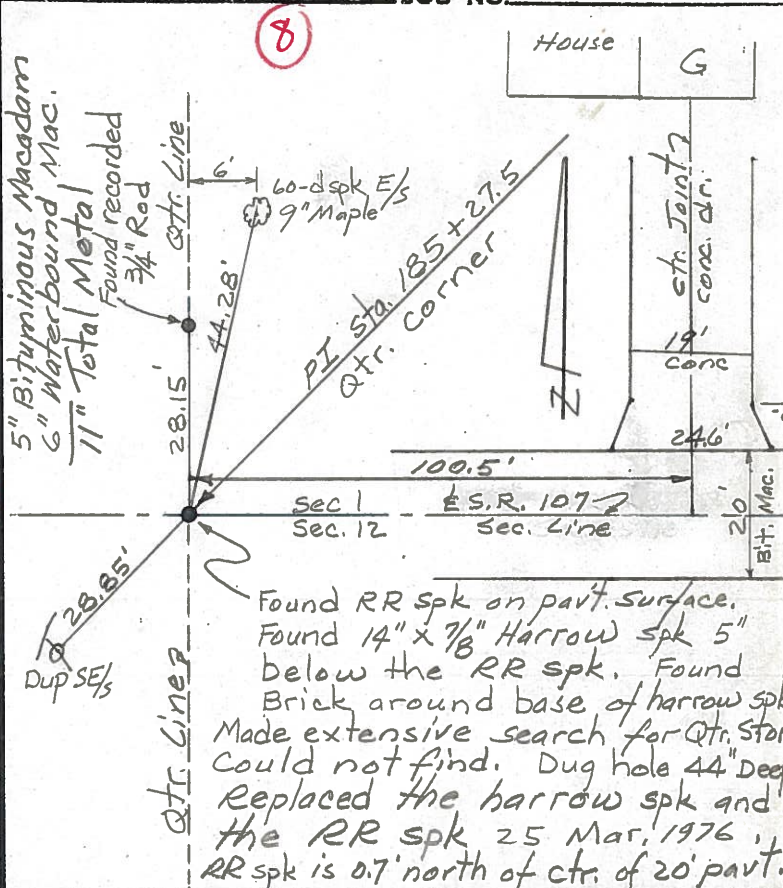 JOB NO.
8
House
G
5" Bituminous Macadam
6" Waterbound Mac.
11" Total Metal
Found recorded
3/4" Rod
Qtr. Line
6'
60-d spk E/s
9" Maple
44.28'
28.15'
PI Sta. 185+27.5
Qtr. Corner
N
ctr. Joint
conc. dr.
19'
conc
24.6'
100.5'
Sec 1
℄ S.R. 107
Sec. 12
Sec. Line
20'
Bit. Mac.
28.85'
Dup SE/s
Qtr. Line
Found RR spk on pavt. surface.
Found 14" x 7/8" Harrow spk 5"
below the RR spk. Found
Brick around base of harrow spk
Made extensive search for Qtr. Ston
Could not find. Dug hole 44" Deep
Replaced the harrow spk and
the RR spk 25 Mar. 1976.
RR spk is 0.7' north of ctr. of 20' pavt.